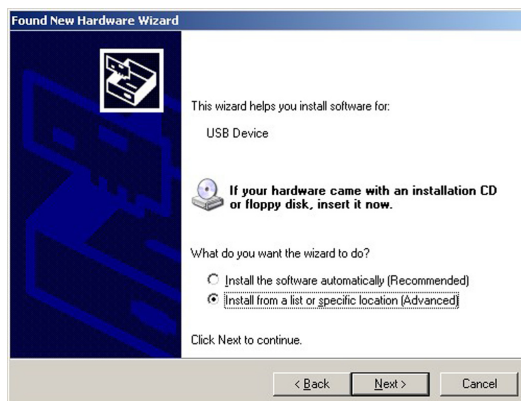 Found New Hardware Wizard
This wizard helps you install software for:
USB Device
If your hardware came with an installation CD
or floppy disk, insert it now.
What do you want the wizard to do?
Install the software automatically (Recommended)
Install from a list or specific location (Advanced)
Click Next to continue.
< Back
Next >
Cancel